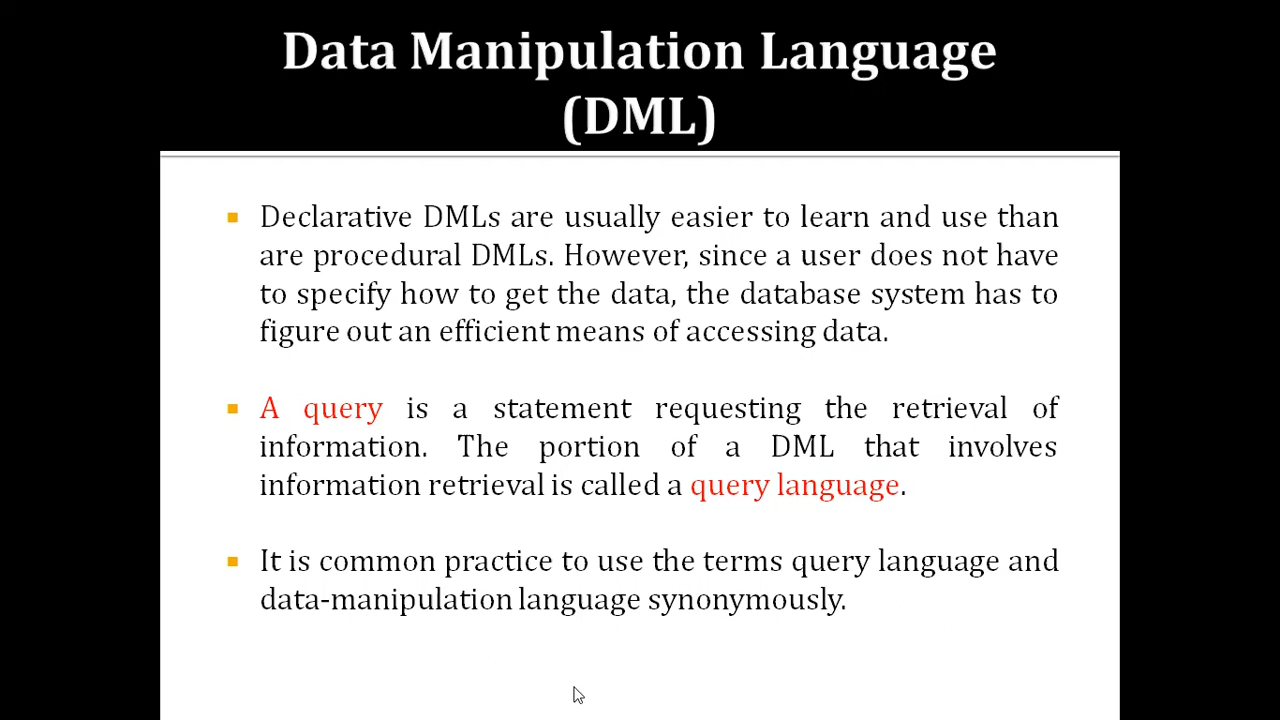 Data Manipulation Language
(DML)
Declarative DMLs are usually easier to learn and use than
are procedural DMLs. However, since a user does not have
to specify how to get the data, the database system has to
figure out an efficient means of accessing data.
A query is a statement requesting the retrieval of
information. The portion of a DML that involves
information retrieval is called a query language.
It is common practice to use the terms query language and
data-manipulation language synonymously.